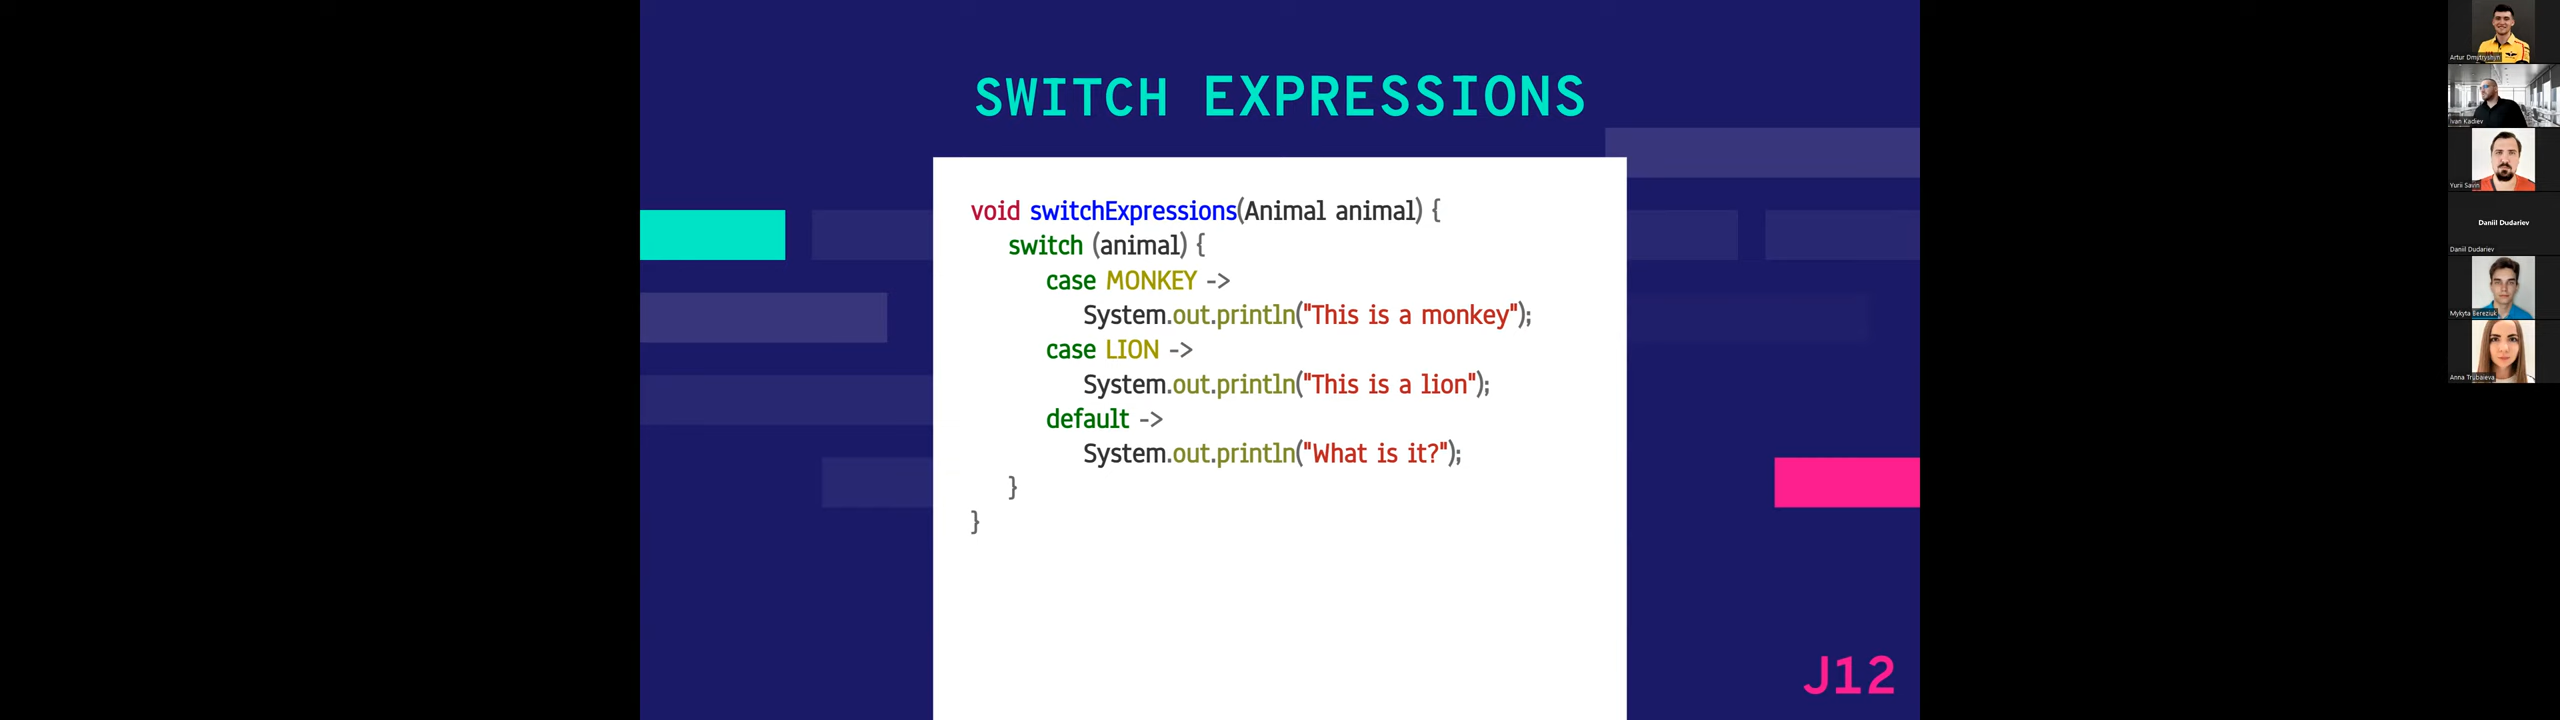 SWITCH EXPRESSIONS
void switchExpressions(Animal animal) {
switch (animal) {
case MONKEY ->
System.out.println("This is a monkey");
case LION ->
System.out.println("This is a lion");
default ->
System.out.println("What is it?");
}
}
J12
Artur Dmytryshyn
Ivan Kadiev
Yurii Savin
Daniil Dudariev
Daniil Dudariev
Mykyta Bereziuk
Anna Trubaieva